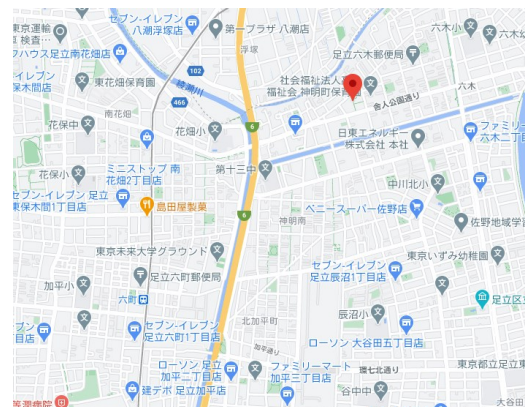 セブン-イレブン
八潮浮塚店
第一プラザ 八潮店
六木小
東京運輸
検査...
フハウス足立南花畑店
浮塚
足立六木郵便局
イレブン
木間店
東花畑保育園
102
綾瀬川
社会福祉法人
福祉会 神明町保育園
六木
466
舎人公園通り
南花畑
花保中
花畑小
6
日東エネルギー
株式会社 本社
ファミリ
六木二丁目
花保小
ミニストップ 南
花畑2丁目店
第十三中
中川北小
セブン-イレブン 足立
東保木間1丁目店
島田屋製菓
6
神明南
ベニースーパー佐野店
佐野地域学習
東京未来大学グラウンド
東京いずみ幼稚園
加平小
足立六町郵便局
セブン-イレブン
足立辰沼1丁目店
六町
足立区立
辰沼小
北加平町
セブン-イレブン
足立六町1丁目店
ローソン 大谷田五丁目店
加平通り
環七北通り
ローソン 足立
加平二丁目店
ファミリーマート
加平三丁目店
東京都立足立東
建デポ 足立加平店
谷中中
大谷田
等潤病院